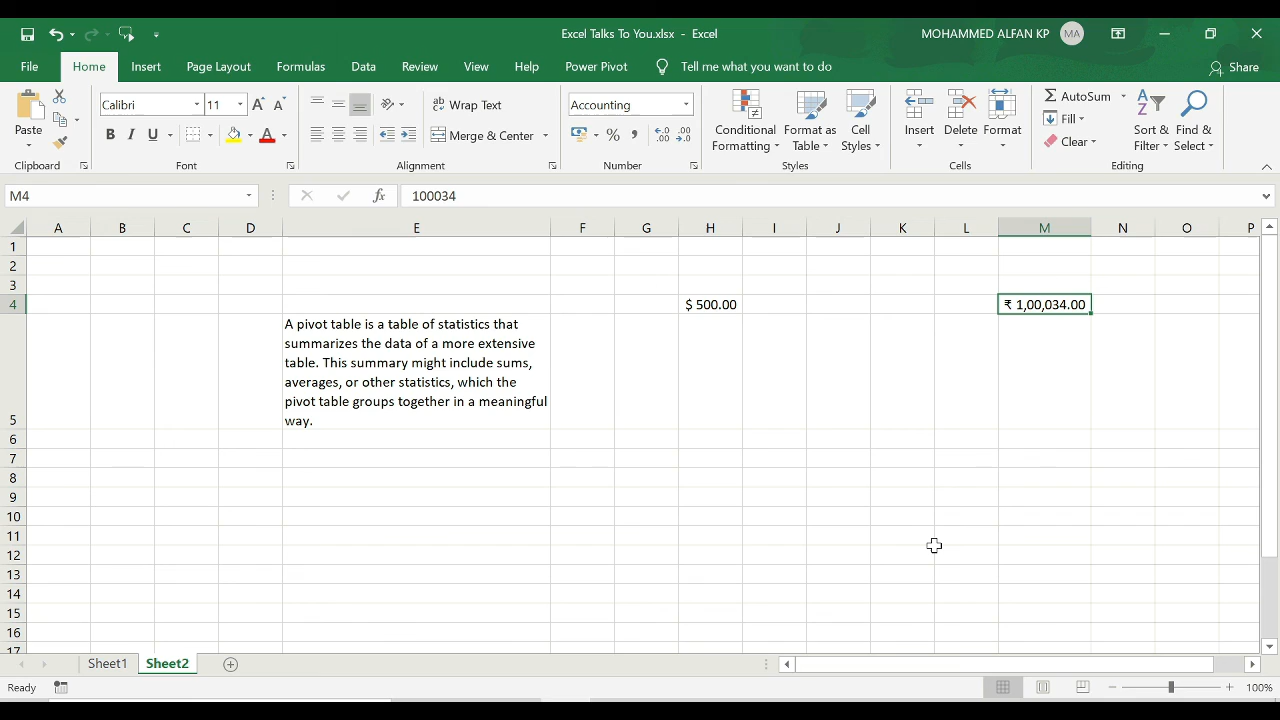 Excel Talks To You.xlsx - Excel
MOHAMMED ALFAN KP
MA
File Home Insert Page Layout Formulas Data Review View Help Power Pivot Tell me what you want to do Share
Paste
Calibri 11
B I U A
ab Wrap Text
Merge & Center
Accounting
%
Conditional Formatting
Format as Table
Cell Styles
Insert
Delete
Format
AutoSum
Fill
Clear
Sort & Filter
Find & Select
Clipboard Font Alignment Number Styles Cells Editing
M4 fx 100034
A B C D E F G H I J K L M N O P
1
2
3
4 $ 500.00 ₹ 1,00,034.00
A pivot table is a table of statistics that
summarizes the data of a more extensive
table. This summary might include sums,
averages, or other statistics, which the
pivot table groups together in a meaningful
5 way.
6
7
8
9
10
11
12
13
14
15
16
17
Sheet1 Sheet2
Ready 100%